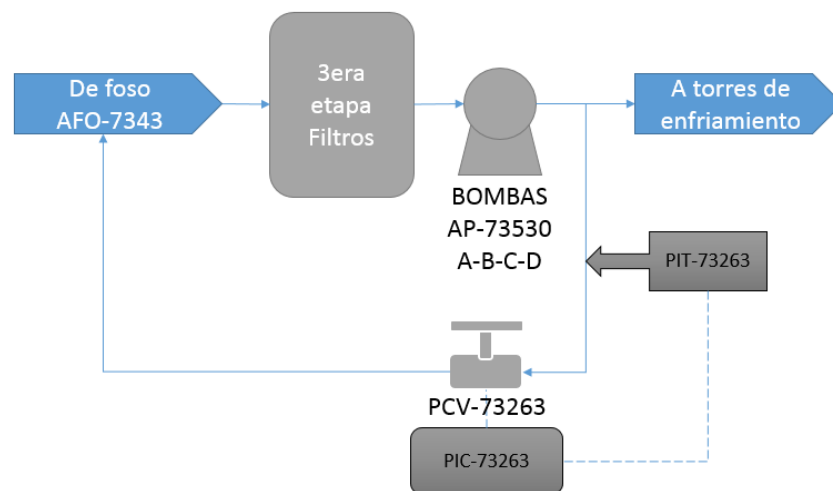 De foso
AFO-7343
3era
etapa
Filtros
A torres de
enfriamiento
BOMBAS
AP-73530
A-B-C-D
PIT-73263
PCV-73263
PIC-73263